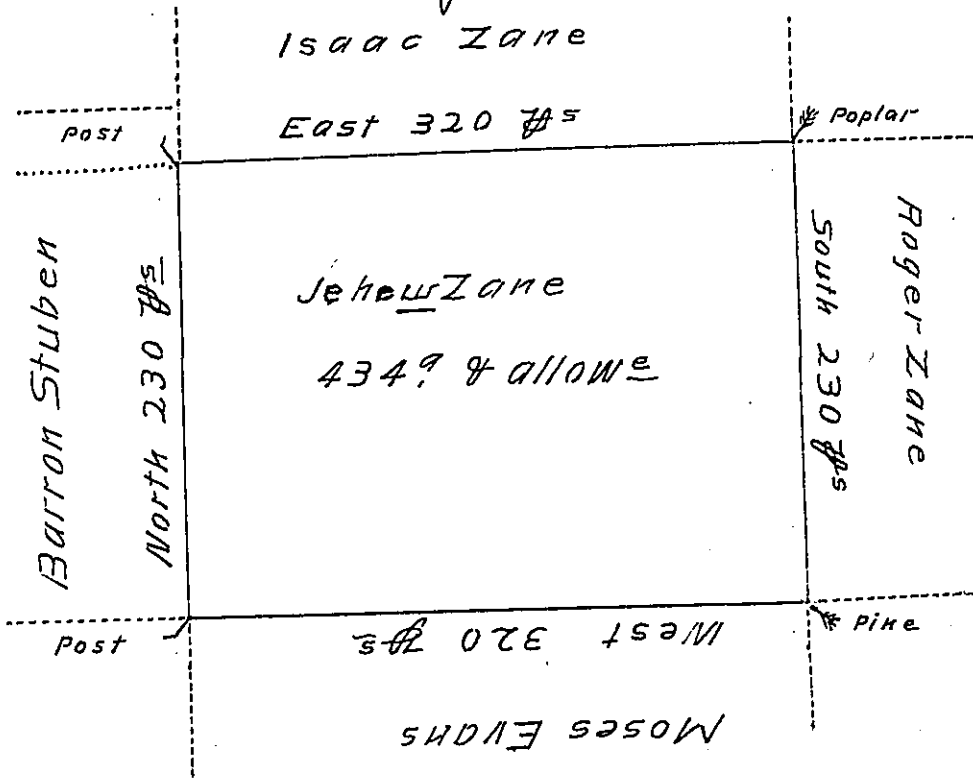 Isaac Zane
East 320 ps
Post
Poplar
Barron Stuben
North 230 ps
Jehew Zane
434a & allowe
South 230 ps
Roger Zane
Post
West 320 ps
Pine
Moses Evans